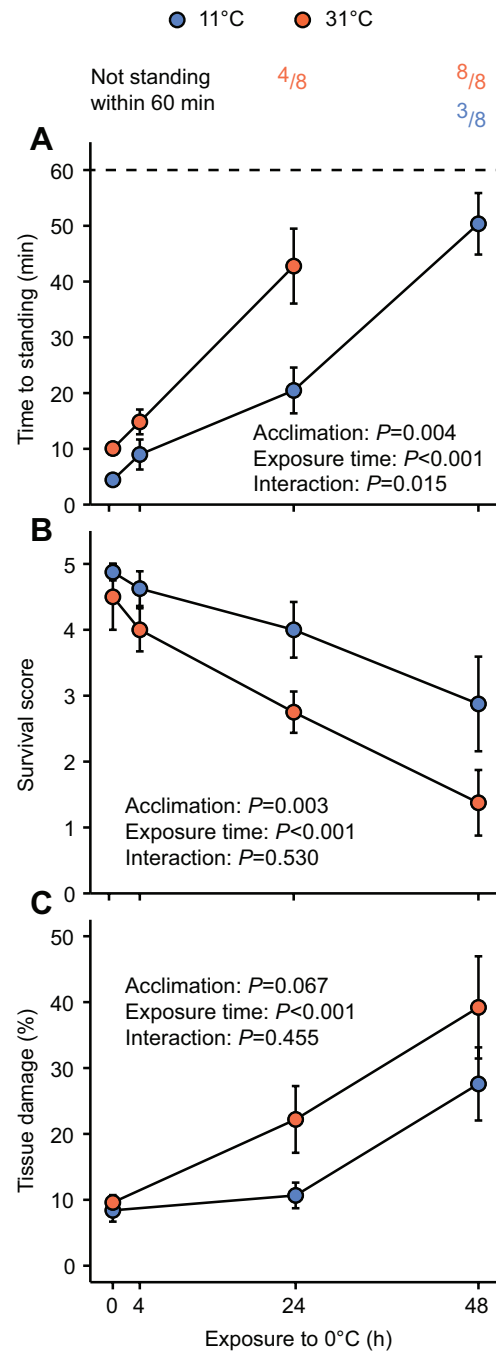 11°C 31°C
Not standing 4/8 8/8
within 60 min 3/8
A
60
50
40
30
20
10
0
Time to standing (min)
Acclimation: P=0.004
Exposure time: P<0.001
Interaction: P=0.015
B
5
4
3
2
1
0
Survival score
Acclimation: P=0.003
Exposure time: P<0.001
Interaction: P=0.530
C
50
40
30
20
10
0
Tissue damage (%)
Acclimation: P=0.067
Exposure time: P<0.001
Interaction: P=0.455
0 4 24 48
Exposure to 0°C (h)